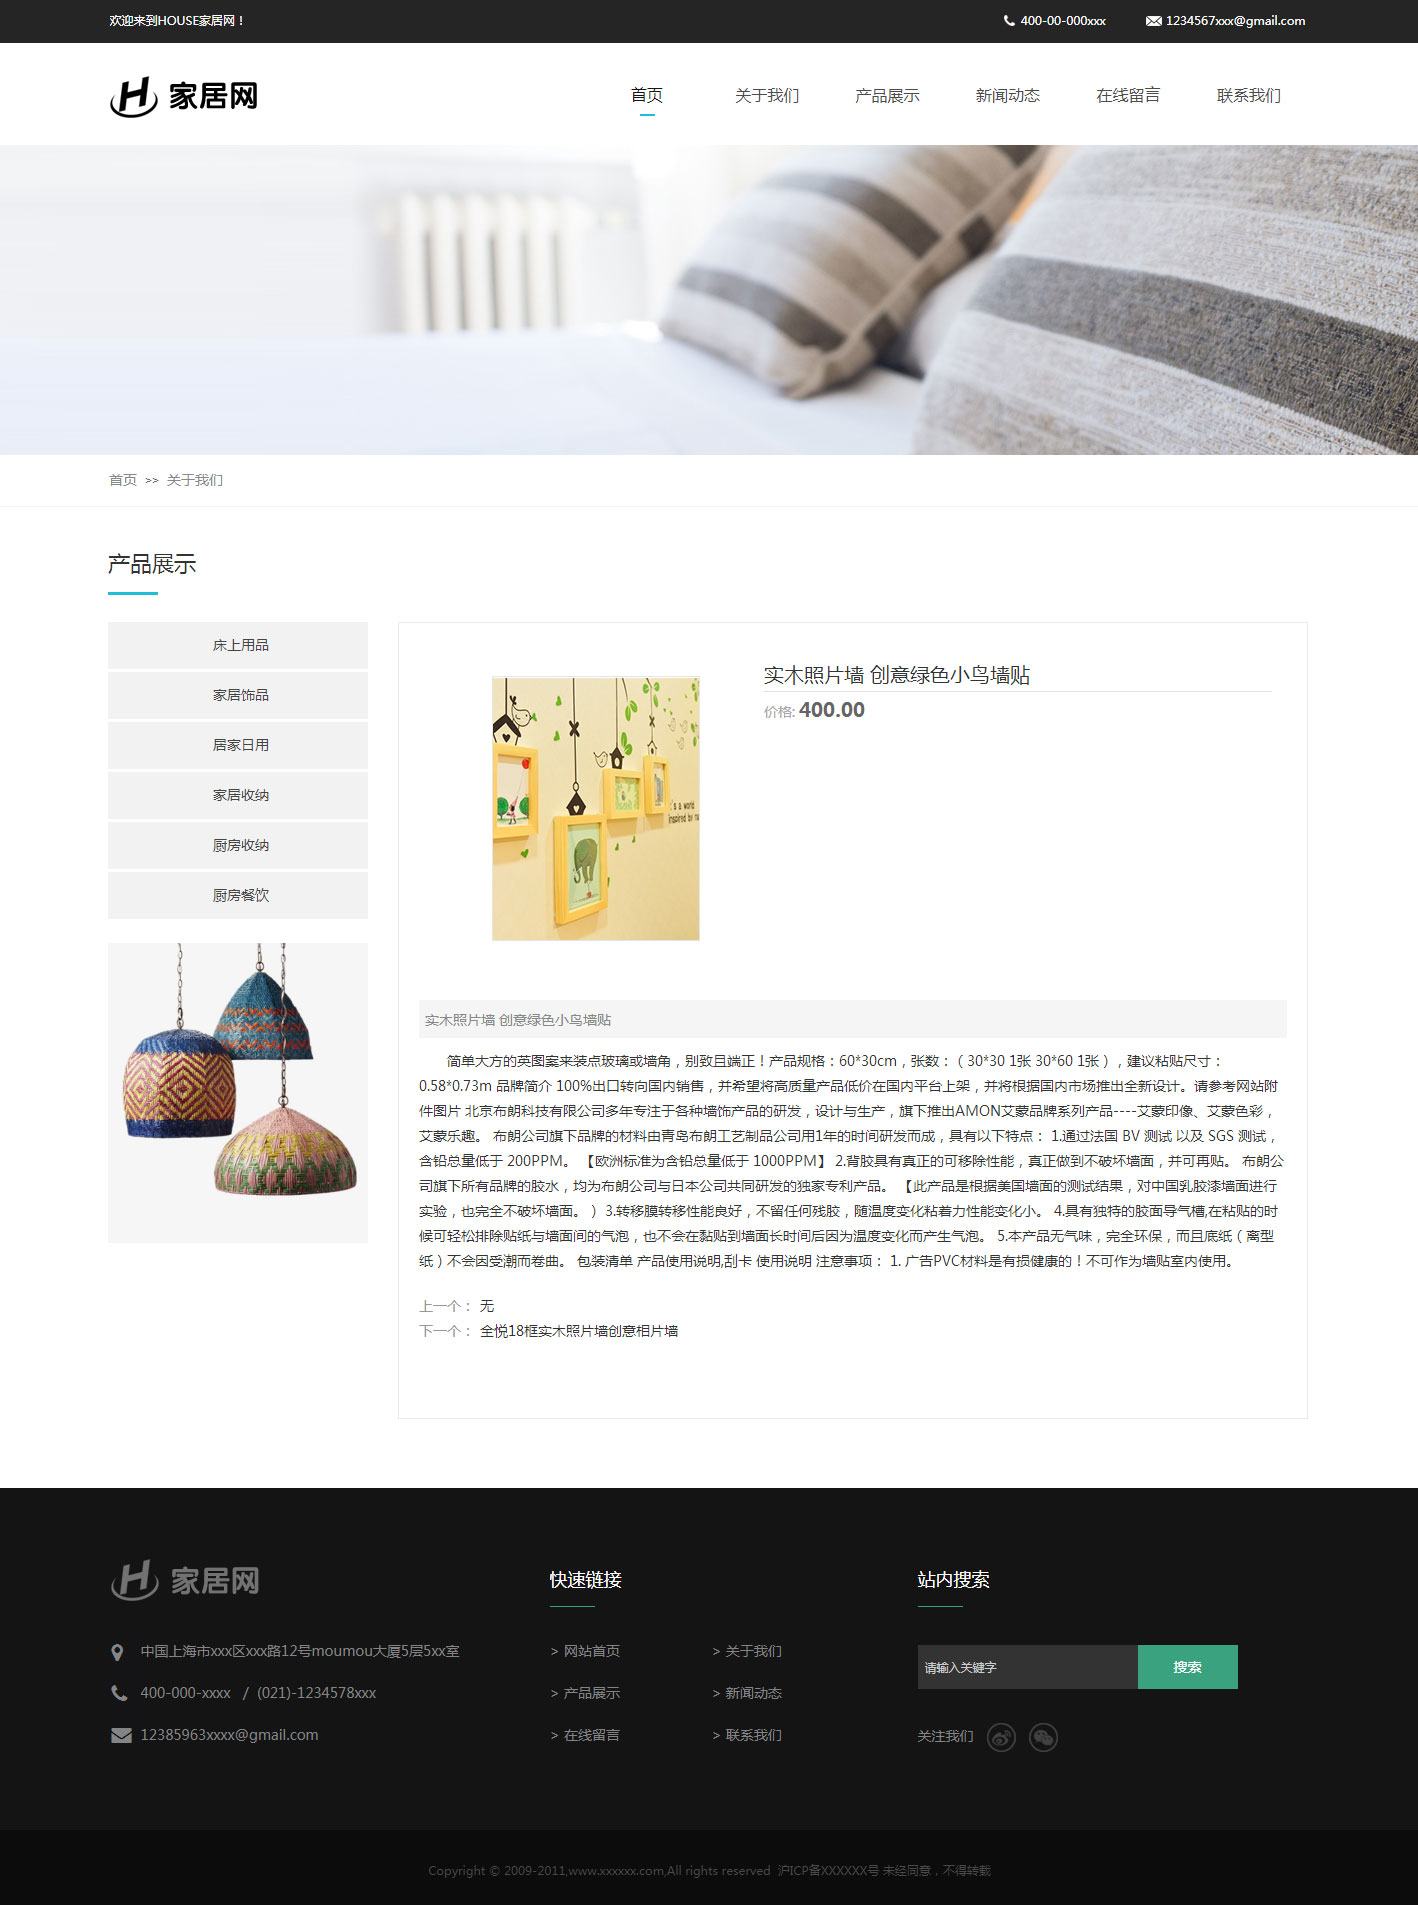 欢迎来到HOUSE家居网！
400-00-000xxx
1234567xxx@gmail.com
H 家居网
首页
关于我们
产品展示
新闻动态
在线留言
联系我们
首页 >> 关于我们
产品展示
床上用品
家居饰品
居家日用
家居收纳
厨房收纳
厨房餐饮
实木照片墙 创意绿色小鸟墙贴
价格: 400.00
's a world
inspired by na
实木照片墙 创意绿色小鸟墙贴
简单大方的英图案来装点玻璃或墙角，别致且端正！产品规格：60*30cm，张数：（ 30*30 1张 30*60 1张 ），建议粘贴尺寸：
0.58*0.73m 品牌简介 100%出口转向国内销售，并希望将高质量产品低价在国内平台上架，并将根据国内市场推出全新设计。请参考网站附
件图片 北京布朗科技有限公司多年专注于各种墙饰产品的研发，设计与生产，旗下推出AMON艾蒙品牌系列产品----艾蒙印像、艾蒙色彩，
艾蒙乐趣。 布朗公司旗下品牌的材料由青岛布朗工艺制品公司用1年的时间研发而成，具有以下特点： 1.通过法国 BV 测试 以及 SGS 测试，
含铅总量低于 200PPM。 【欧洲标准为含铅总量低于 1000PPM】 2.背胶具有真正的可移除性能，真正做到不破坏墙面，并可再贴。 布朗公
司旗下所有品牌的胶水，均为布朗公司与日本公司共同研发的独家专利产品。 【此产品是根据美国墙面的测试结果，对中国乳胶漆墙面进行
实验，也完全不破坏墙面。 ）3.转移膜转移性能良好，不留任何残胶，随温度变化粘着力性能变化小。 4.具有独特的胶面导气槽,在粘贴的时
候可轻松排除贴纸与墙面间的气泡，也不会在黏贴到墙面长时间后因为温度变化而产生气泡。 5.本产品无气味，完全环保，而且底纸（ 离型
纸 ）不会因受潮而卷曲。 包装清单 产品使用说明,刮卡 使用说明 注意事项： 1. 广告PVC材料是有损健康的！不可作为墙贴室内使用。
上一个： 无
下一个： 全悦18框实木照片墙创意相片墙
H 家居网
快速链接
站内搜索
中国上海市xxx区xxx路12号moumou大厦5层5xx室
> 网站首页
> 关于我们
请输入关键字
搜索
400-000-xxxx / (021)-1234578xxx
> 产品展示
> 新闻动态
12385963xxxx@gmail.com
> 在线留言
> 联系我们
关注我们
Copyright © 2009-2011,www.xxxxxx.com,All rights reserved 沪ICP备XXXXXX号 未经同意，不得转载